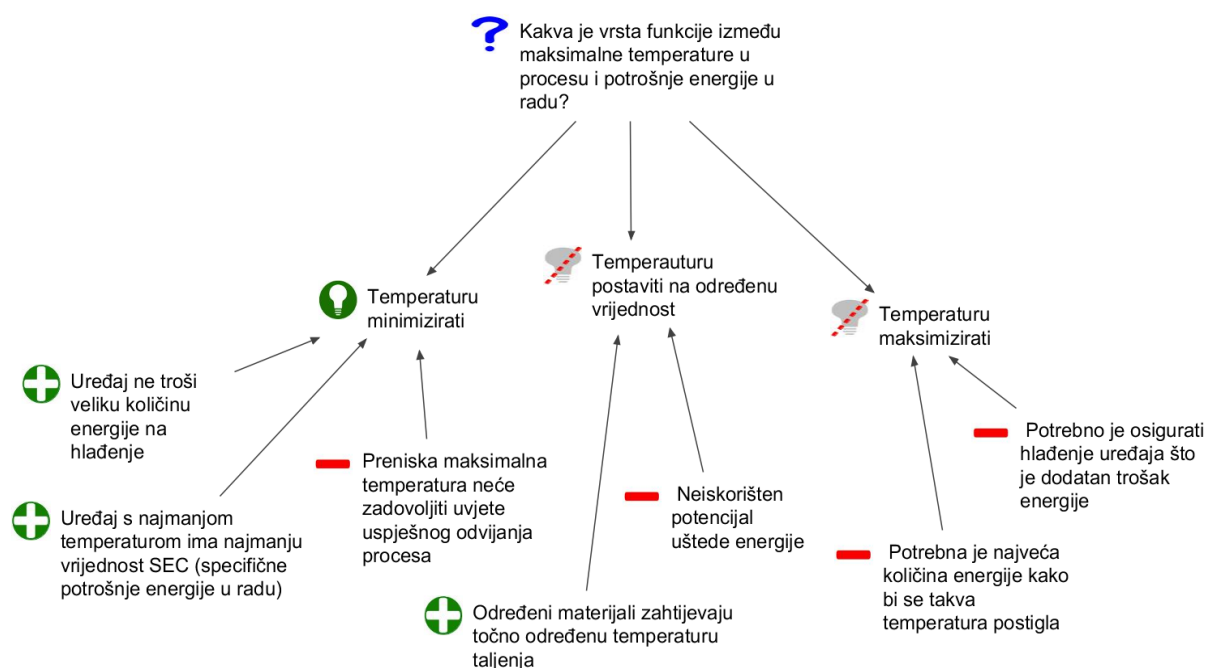 Kakva je vrsta funkcije između
maksimalne temperature u
procesu i potrošnje energije u
radu?
Temperaturu
minimizirati
Temperauturu
postaviti na određenu
vrijednost
Temperaturu
maksimizirati
Uređaj ne troši
veliku količinu
energije na
hlađenje
Uređaj s najmanjom
temperaturom ima najmanju
vrijednost SEC (specifične
potrošnje energije u radu)
Preniska maksimalna
temperatura neće
zadovoljiti uvjete
uspješnog odvijanja
procesa
Određeni materijali zahtijevaju
točno određenu temperaturu
taljenja
Neiskorišten
potencijal
uštede energije
Potrebna je najveća
količina energije kako
bi se takva
temperatura postigla
Potrebno je osigurati
hlađenje uređaja što
je dodatan trošak
energije